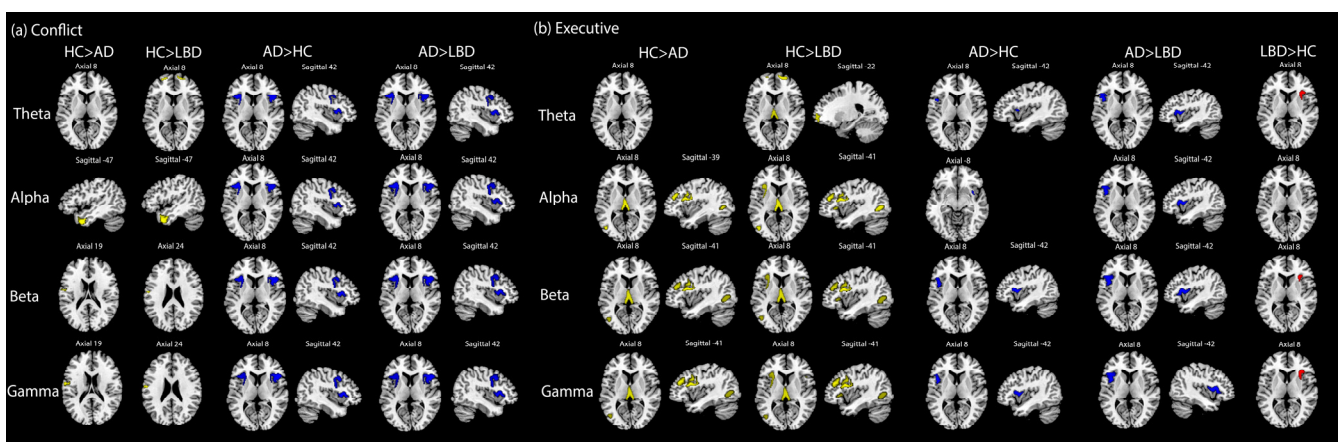 (a) Conflict
HC>AD HC>LBD AD>HC AD>LBD
Axial 8 Axial 8 Axial 8 Sagittal 42 Axial 8 Sagittal 42
Theta
Sagittal -47 Sagittal -47 Axial 8 Sagittal 42 Axial 8 Sagittal 42
Alpha
Axial 19 Axial 24 Axial 8 Sagittal 42 Axial 8 Sagittal 42
Beta
Axial 19 Axial 24 Axial 8 Sagittal 42 Axial 8 Sagittal 42
Gamma
(b) Executive
HC>AD HC>LBD AD>HC AD>LBD LBD>HC
Axial 8 Axial 8 Sagittal -22 Axial 8 Sagittal -42 Axial 8 Sagittal -42 Axial 8
Theta
Axial 8 Sagittal -39 Axial 8 Sagittal -41 Axial -8 Axial 8 Sagittal -42 Axial 8
Alpha
Axial 8 Sagittal -41 Axial 8 Sagittal -41 Axial 8 Sagittal -42 Axial 8 Sagittal -42 Axial 8
Beta
Axial 8 Sagittal -41 Axial 8 Sagittal -41 Axial 8 Sagittal -42 Axial 8 Sagittal -42 Axial 8
Gamma